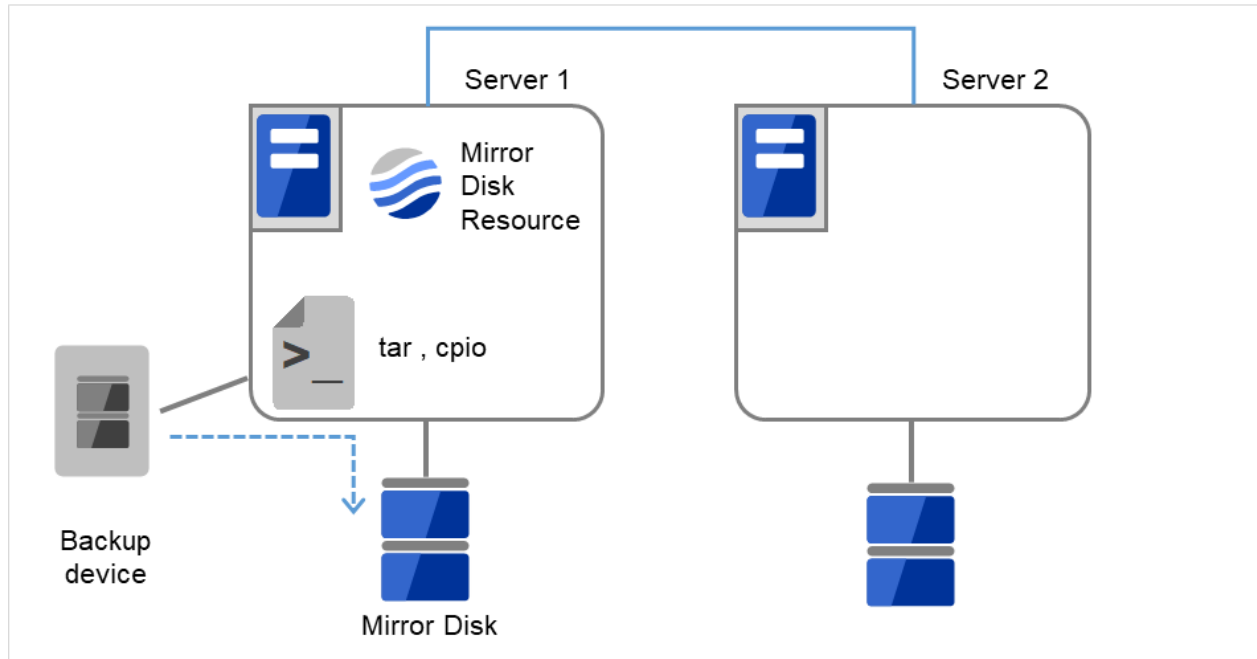 Server 1
Server 2
Mirror
Disk
Resource
>_
tar , cpio
Backup
device
Mirror Disk